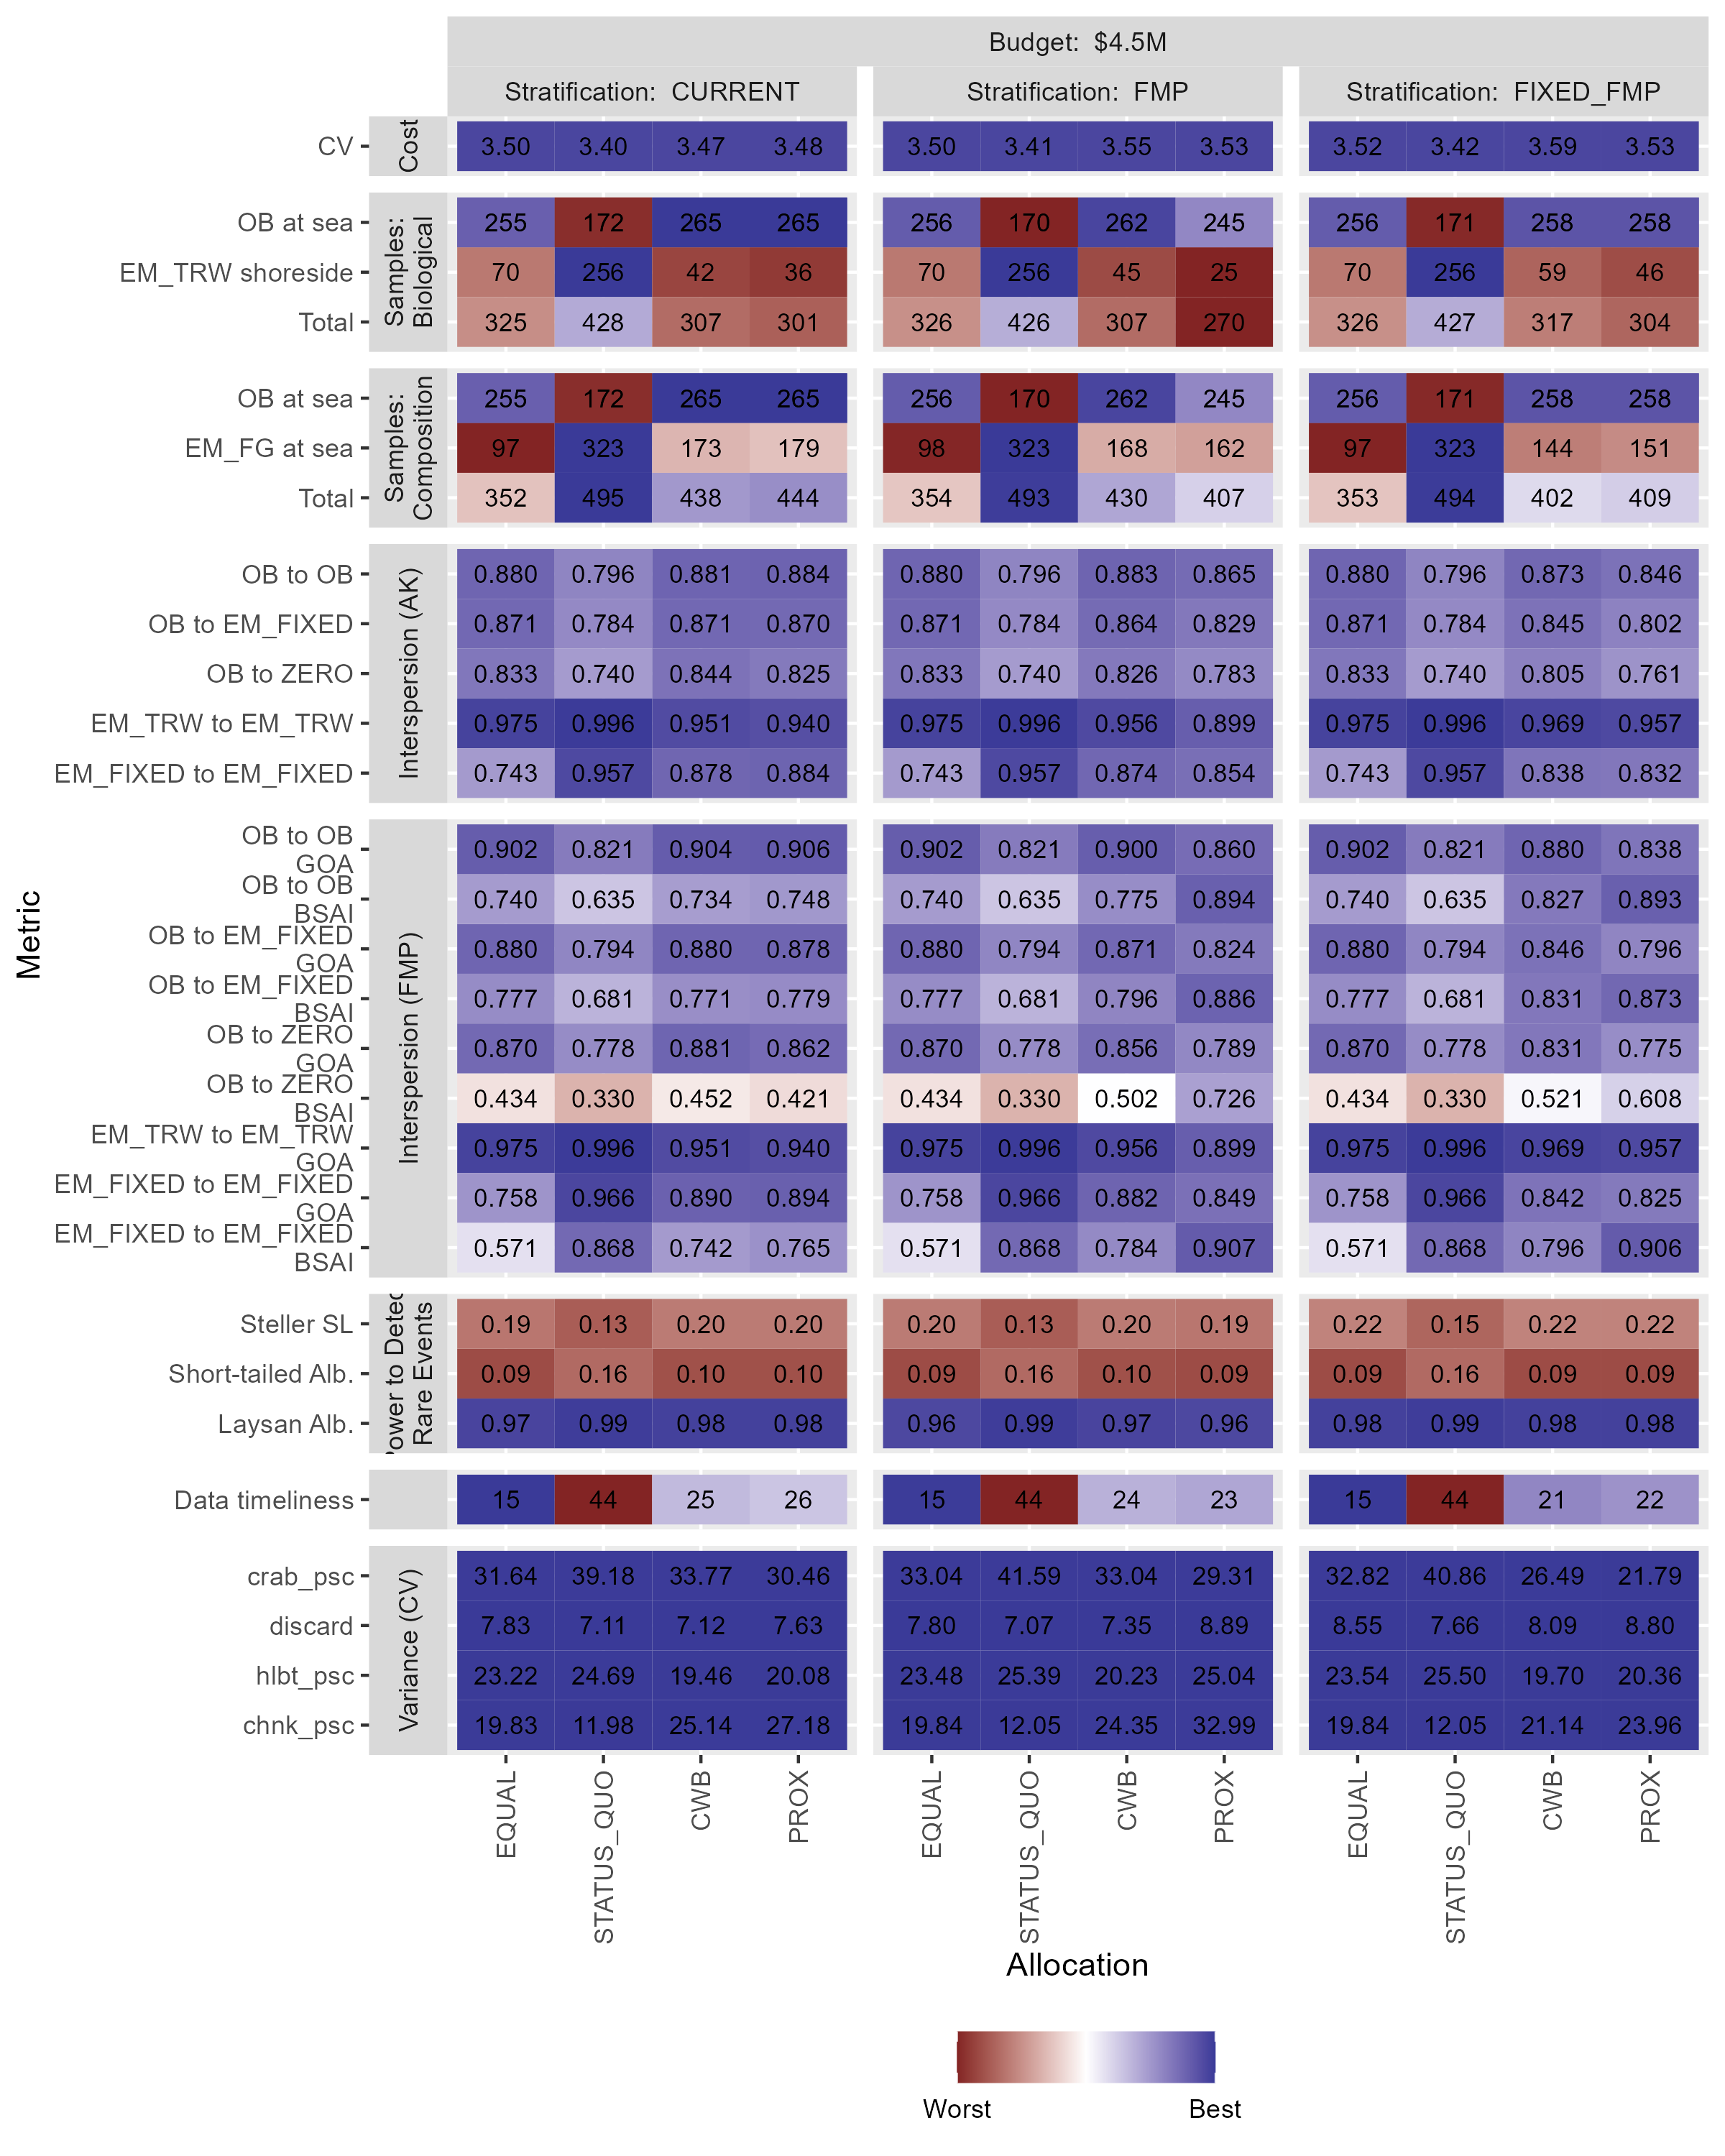 Budget: $4.5M
Stratification: CURRENT
Stratification: FMP
Stratification: FIXED_FMP
Cost
CV
3.50 3.40 3.47 3.48 3.50 3.41 3.55 3.53 3.52 3.42 3.59 3.53
Samples:
Biological
OB at sea
255 172 265 265 256 170 262 245 256 171 258 258
EM_TRW shoreside
70 256 42 36 70 256 45 25 70 256 59 46
Total
325 428 307 301 326 426 307 270 326 427 317 304
Samples:
Composition
OB at sea
255 172 265 265 256 170 262 245 256 171 258 258
EM_FG at sea
97 323 173 179 98 323 168 162 97 323 144 151
Total
352 495 438 444 354 493 430 407 353 494 402 409
Interspersion (AK)
OB to OB
0.880 0.796 0.881 0.884 0.880 0.796 0.883 0.865 0.880 0.796 0.873 0.846
OB to EM_FIXED
0.871 0.784 0.871 0.870 0.871 0.784 0.864 0.829 0.871 0.784 0.845 0.802
OB to ZERO
0.833 0.740 0.844 0.825 0.833 0.740 0.826 0.783 0.833 0.740 0.805 0.761
EM_TRW to EM_TRW
0.975 0.996 0.951 0.940 0.975 0.996 0.956 0.899 0.975 0.996 0.969 0.957
EM_FIXED to EM_FIXED
0.743 0.957 0.878 0.884 0.743 0.957 0.874 0.854 0.743 0.957 0.838 0.832
Metric
Interspersion (FMP)
OB to OB
GOA
0.902 0.821 0.904 0.906 0.902 0.821 0.900 0.860 0.902 0.821 0.880 0.838
OB to OB
BSAI
0.740 0.635 0.734 0.748 0.740 0.635 0.775 0.894 0.740 0.635 0.827 0.893
OB to EM_FIXED
GOA
0.880 0.794 0.880 0.878 0.880 0.794 0.871 0.824 0.880 0.794 0.846 0.796
OB to EM_FIXED
BSAI
0.777 0.681 0.771 0.779 0.777 0.681 0.796 0.886 0.777 0.681 0.831 0.873
OB to ZERO
GOA
0.870 0.778 0.881 0.862 0.870 0.778 0.856 0.789 0.870 0.778 0.831 0.775
OB to ZERO
BSAI
0.434 0.330 0.452 0.421 0.434 0.330 0.502 0.726 0.434 0.330 0.521 0.608
EM_TRW to EM_TRW
GOA
0.975 0.996 0.951 0.940 0.975 0.996 0.956 0.899 0.975 0.996 0.969 0.957
EM_FIXED to EM_FIXED
GOA
0.758 0.966 0.890 0.894 0.758 0.966 0.882 0.849 0.758 0.966 0.842 0.825
EM_FIXED to EM_FIXED
BSAI
0.571 0.868 0.742 0.765 0.571 0.868 0.784 0.907 0.571 0.868 0.796 0.906
Power to Detec
Rare Events
Steller SL
0.19 0.13 0.20 0.20 0.20 0.13 0.20 0.19 0.22 0.15 0.22 0.22
Short-tailed Alb.
0.09 0.16 0.10 0.10 0.09 0.16 0.10 0.09 0.09 0.16 0.09 0.09
Laysan Alb.
0.97 0.99 0.98 0.98 0.96 0.99 0.97 0.96 0.98 0.99 0.98 0.98
Data timeliness
15 44 25 26 15 44 24 23 15 44 21 22
Variance (CV)
crab_psc
31.64 39.18 33.77 30.46 33.04 41.59 33.04 29.31 32.82 40.86 26.49 21.79
discard
7.83 7.11 7.12 7.63 7.80 7.07 7.35 8.89 8.55 7.66 8.09 8.80
hlbt_psc
23.22 24.69 19.46 20.08 23.48 25.39 20.23 25.04 23.54 25.50 19.70 20.36
chnk_psc
19.83 11.98 25.14 27.18 19.84 12.05 24.35 32.99 19.84 12.05 21.14 23.96
EQUAL STATUS_QUO CWB PROX EQUAL STATUS_QUO CWB PROX EQUAL STATUS_QUO CWB PROX
Allocation
Worst Best